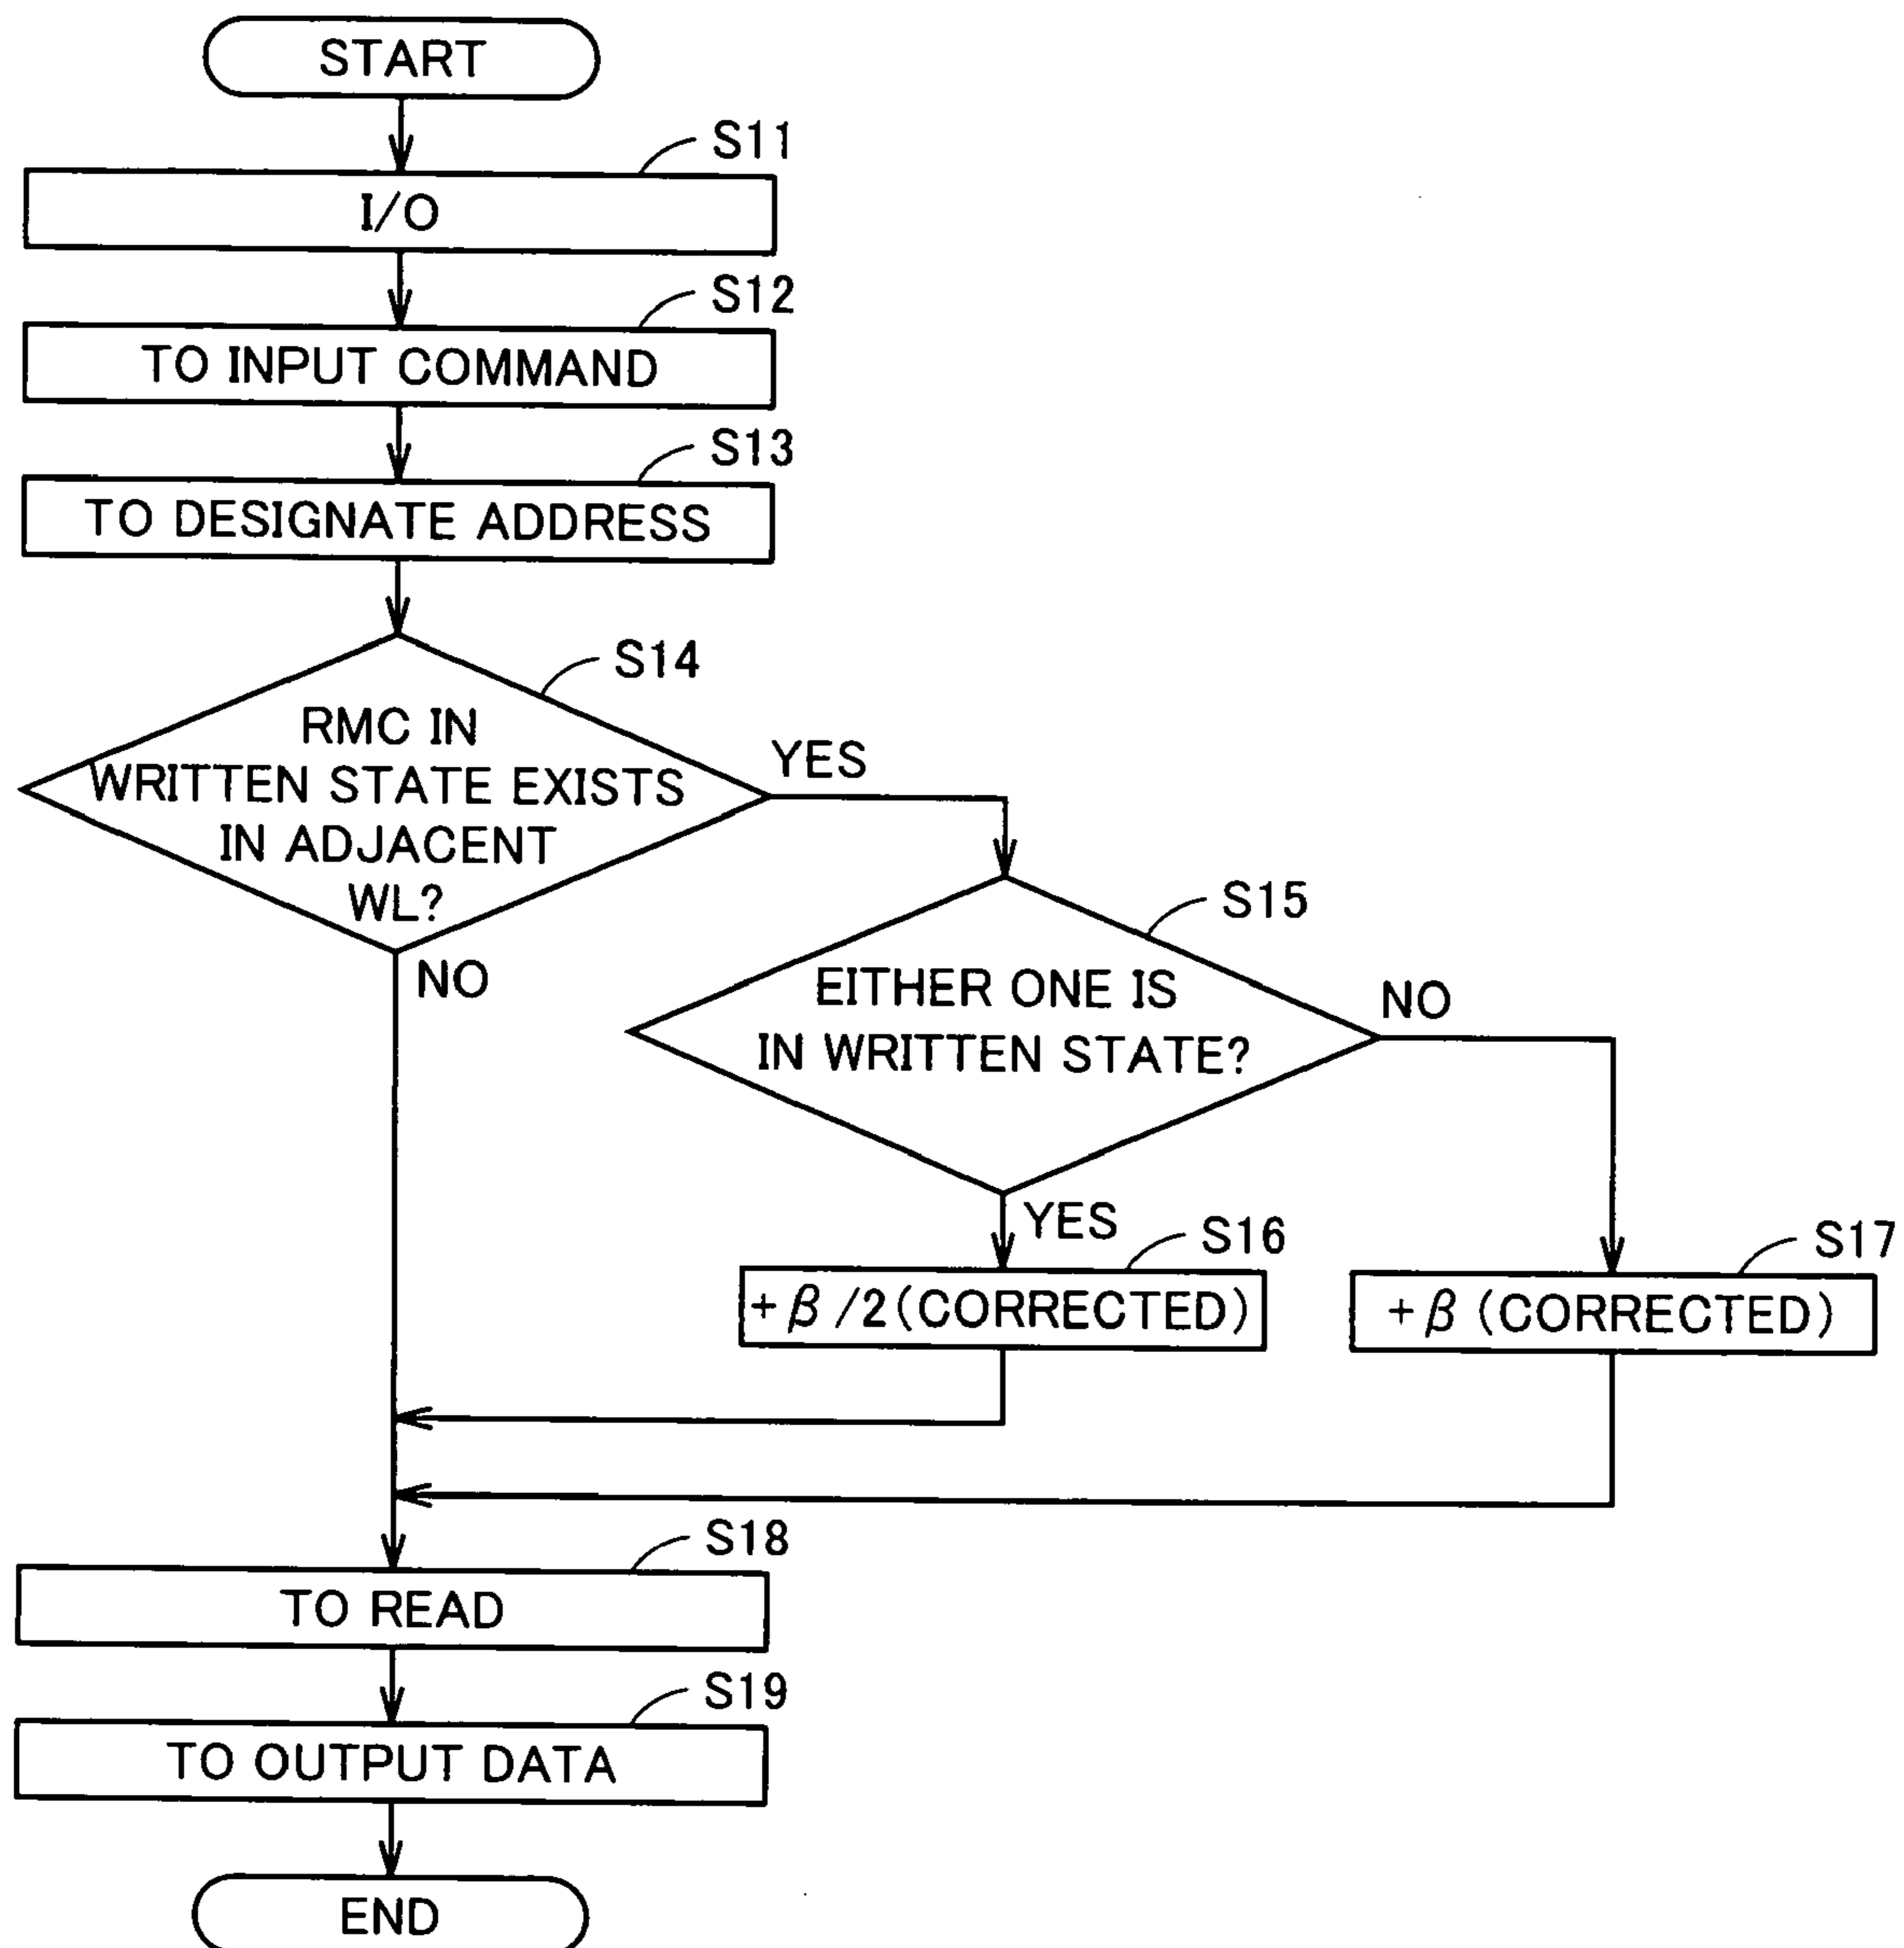 START
S11
I/O
S12
TO INPUT COMMAND
S13
TO DESIGNATE ADDRESS
S14
RMC IN
WRITTEN STATE EXISTS
IN ADJACENT
WL?
YES
NO
S15
EITHER ONE IS
IN WRITTEN STATE?
NO
YES
S16
+β/2(CORRECTED)
S17
+β (CORRECTED)
S18
TO READ
S19
TO OUTPUT DATA
END